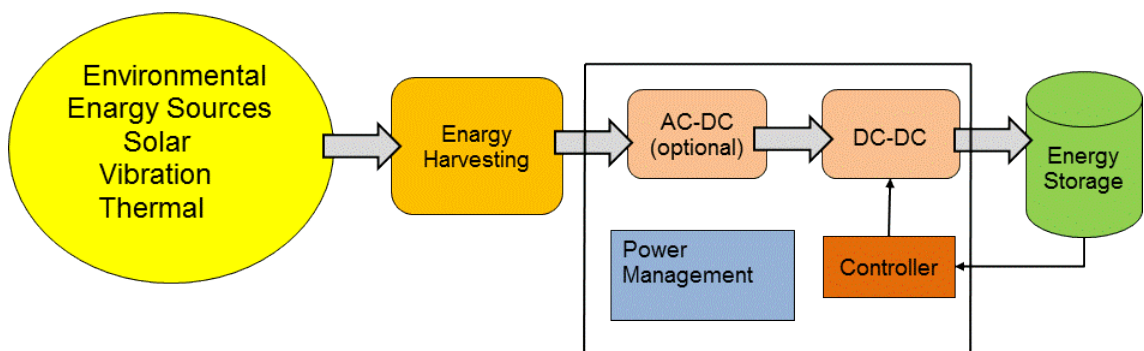 Environmental
Enargy Sources
Solar
Vibration
Thermal
Enargy
Harvesting
AC-DC
(optional)
DC-DC
Energy
Storage
Power
Management
Controller